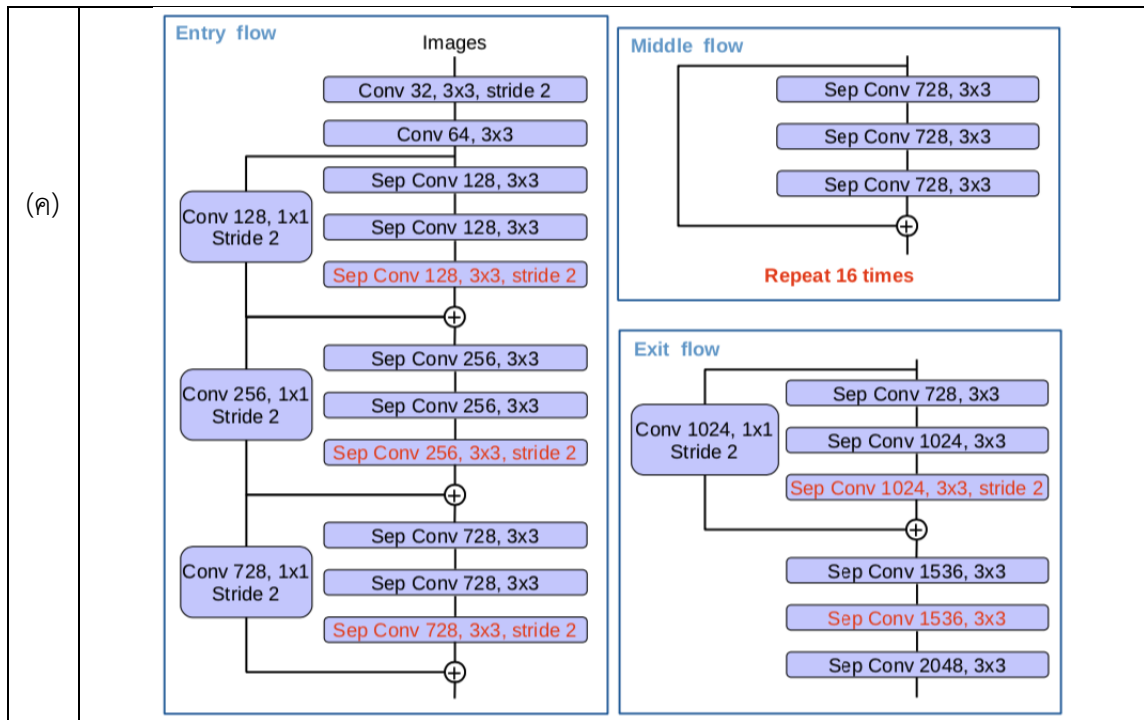 (ค)
Entry flow
Images
Conv 32, 3x3, stride 2
Conv 64, 3x3
Sep Conv 128, 3x3
Conv 128, 1x1
Stride 2
Sep Conv 128, 3x3
Sep Conv 128, 3x3, stride 2
Sep Conv 256, 3x3
Conv 256, 1x1
Stride 2
Sep Conv 256, 3x3
Sep Conv 256, 3x3, stride 2
Sep Conv 728, 3x3
Conv 728, 1x1
Stride 2
Sep Conv 728, 3x3
Sep Conv 728, 3x3, stride 2
Middle flow
Sep Conv 728, 3x3
Sep Conv 728, 3x3
Sep Conv 728, 3x3
Repeat 16 times
Exit flow
Sep Conv 728, 3x3
Conv 1024, 1x1
Stride 2
Sep Conv 1024, 3x3
Sep Conv 1024, 3x3, stride 2
Sep Conv 1536, 3x3
Sep Conv 1536, 3x3
Sep Conv 2048, 3x3